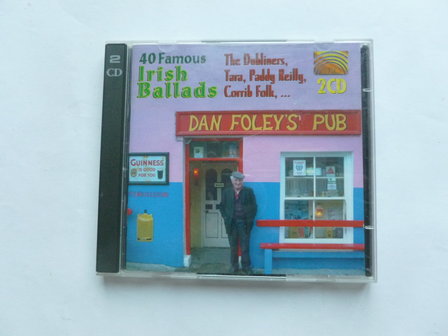 2
CD
40 Famous
Irish
Ballads
The Dubliners,
Tara, Paddy Reilly,
Corrib Folk, ...
2CD
DAN FOLEY'S PUB
GUINNESS
IS GOOD
FOR YOU